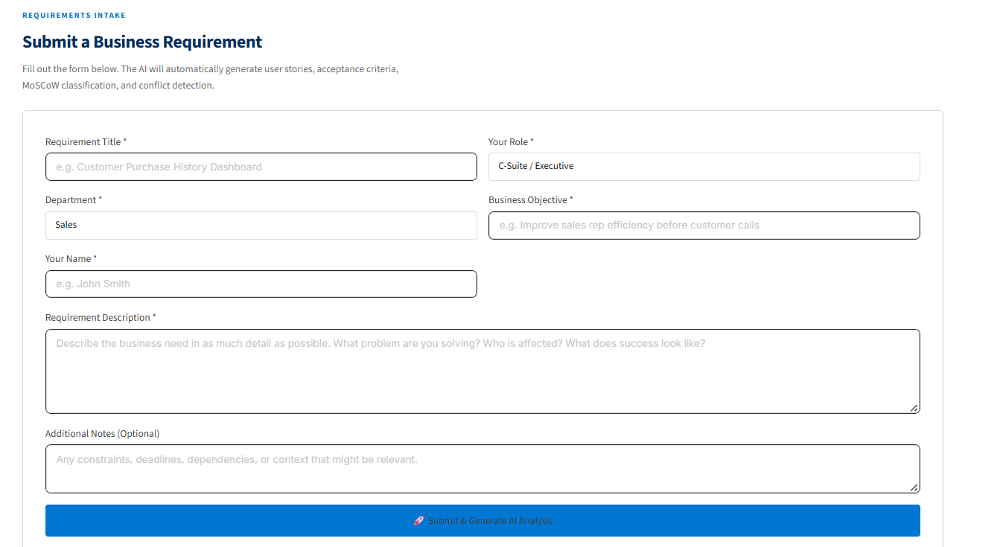 REQUIREMENTS INTAKE
Submit a Business Requirement
Fill out the form below. The AI will automatically generate user stories, acceptance criteria,
MoSCoW classification, and conflict detection.
Requirement Title *
e.g. Customer Purchase History Dashboard
Your Role *
C-Suite / Executive
Department *
Sales
Business Objective *
e.g. Improve sales rep efficiency before customer calls
Your Name *
e.g. John Smith
Requirement Description *
Describe the business need in as much detail as possible. What problem are you solving? Who is affected? What does success look like?
Additional Notes (Optional)
Any constraints, deadlines, dependencies, or context that might be relevant.
🚀 Submit & Generate AI Analysis